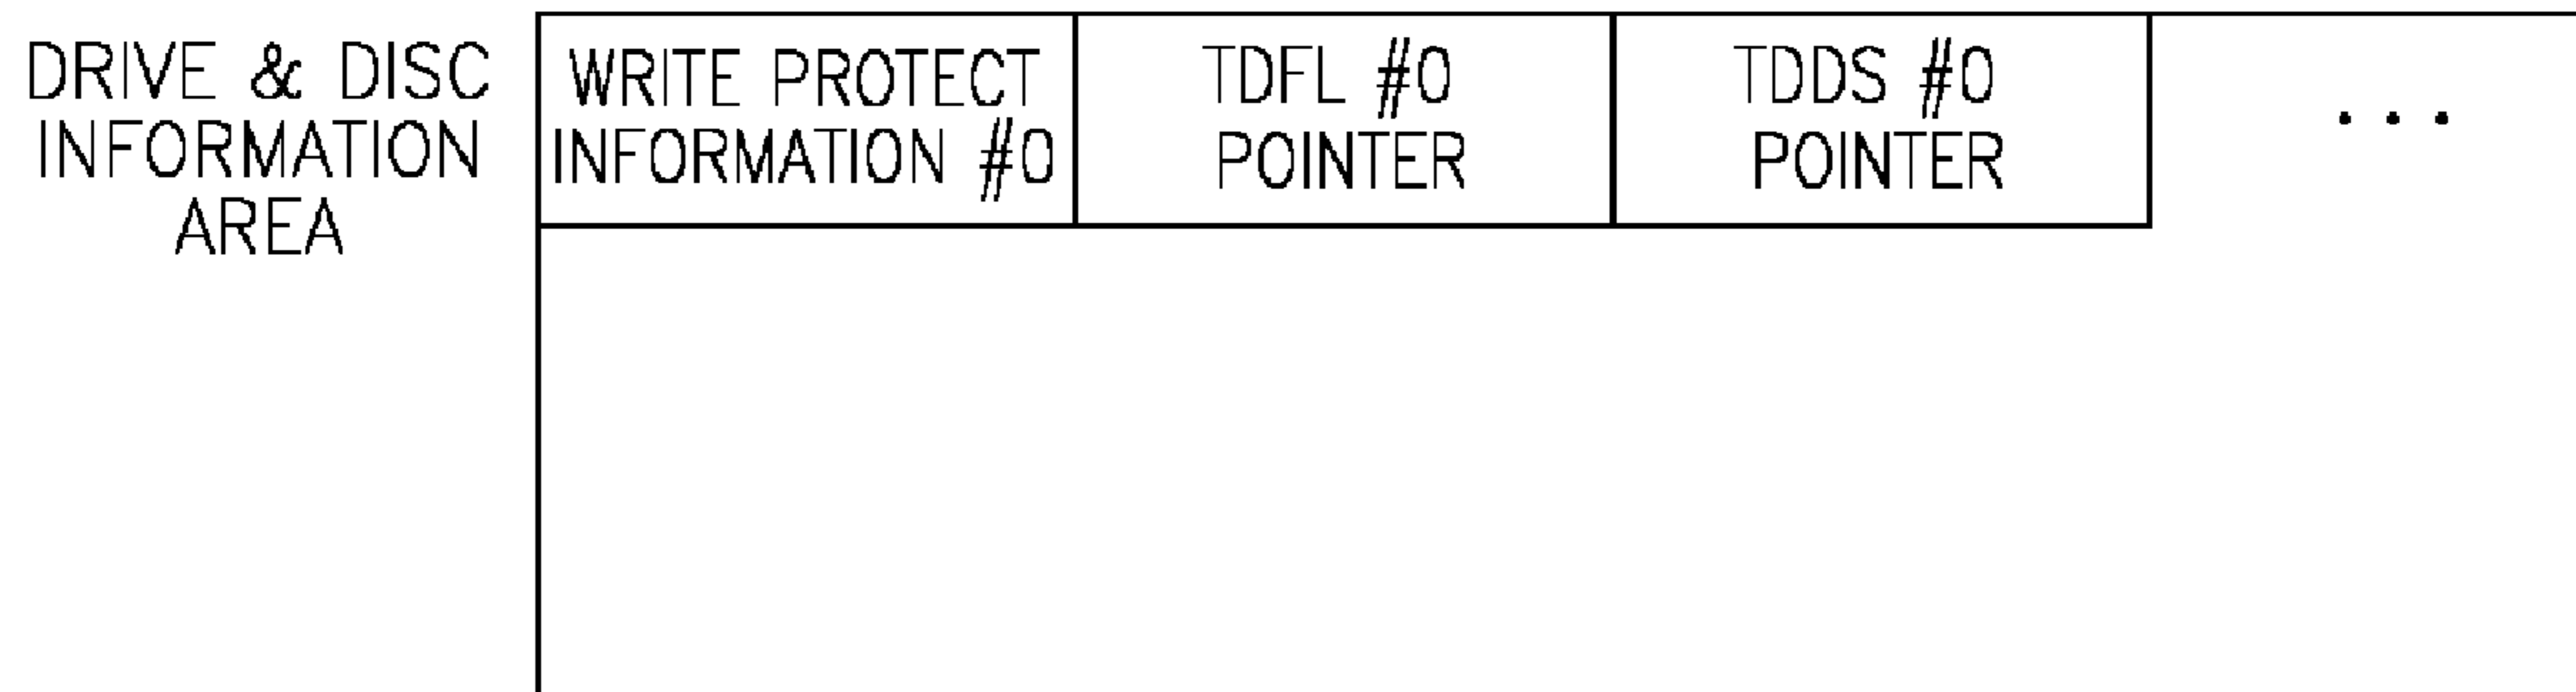 DRIVE & DISC
INFORMATION
AREA
WRITE PROTECT
INFORMATION #0
TDFL #0
POINTER
TDDS #0
POINTER
...